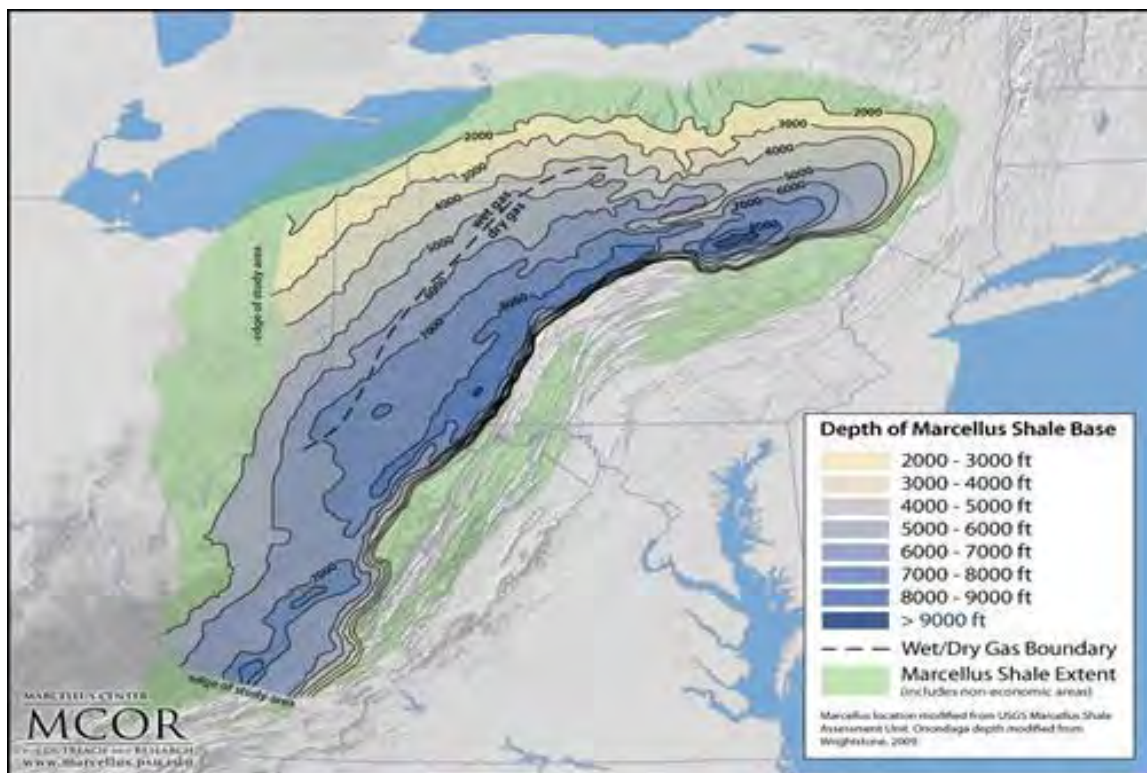 2000
2000
3000
3000
4000
4000
5000
6000
7000
wet gas
dry gas
5000
6000
7000
8000
edge of study area
7000
edge of study area
Depth of Marcellus Shale Base
2000 - 3000 ft
3000 - 4000 ft
4000 - 5000 ft
5000 - 6000 ft
6000 - 7000 ft
7000 - 8000 ft
8000 - 9000 ft
> 9000 ft
Wet/Dry Gas Boundary
Marcellus Shale Extent
(includes non-economic areas)
Marcellus location modified from USGS Marcellus Shale
Assessment Unit. Onondaga depth modified from
Wrightstone, 2009.
MARCELLUS CENTER
MCOR
for OUTREACH and RESEARCH
www.marcellus.psu.edu